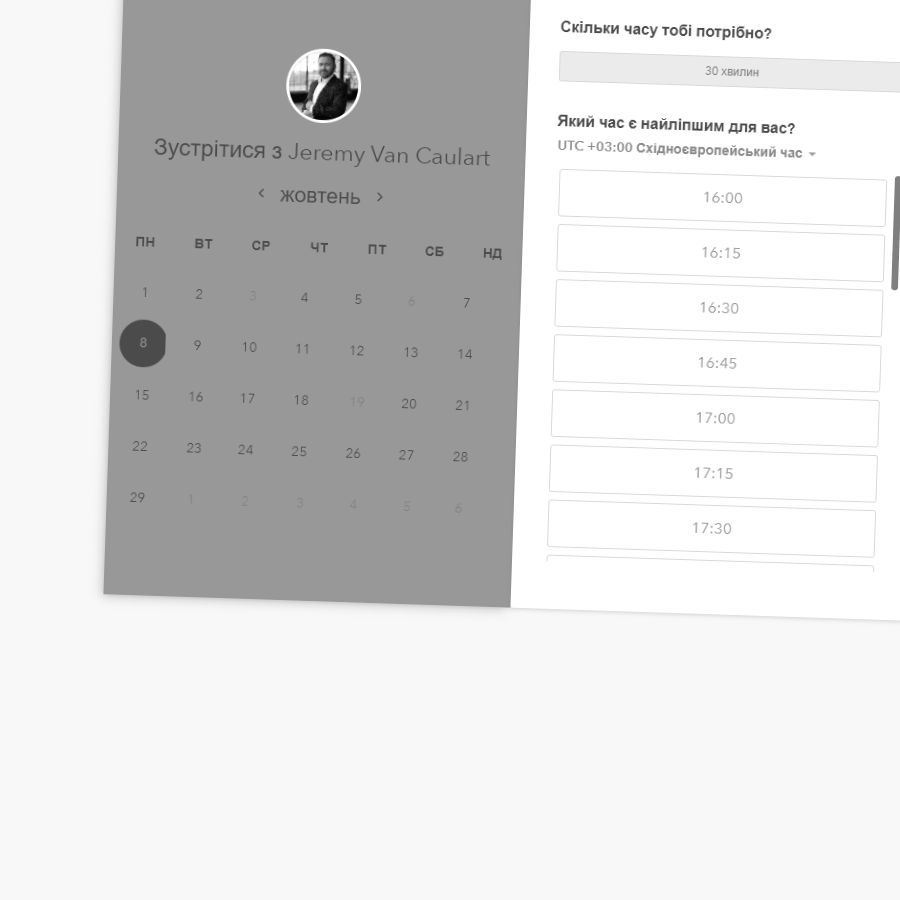 Зустрітися з Jeremy Van Caulart
жовтень
ПН ВТ СР ЧТ ПТ СБ НД
1 2 3 4 5 6 7
8 9 10 11 12 13 14
15 16 17 18 19 20 21
22 23 24 25 26 27 28
29 1 2 3 4 5 6
Скільки часу тобі потрібно?
30 хвилин
Який час є найліпшим для вас?
UTC +03:00 Східноєвропейський час
16:00
16:15
16:30
16:45
17:00
17:15
17:30